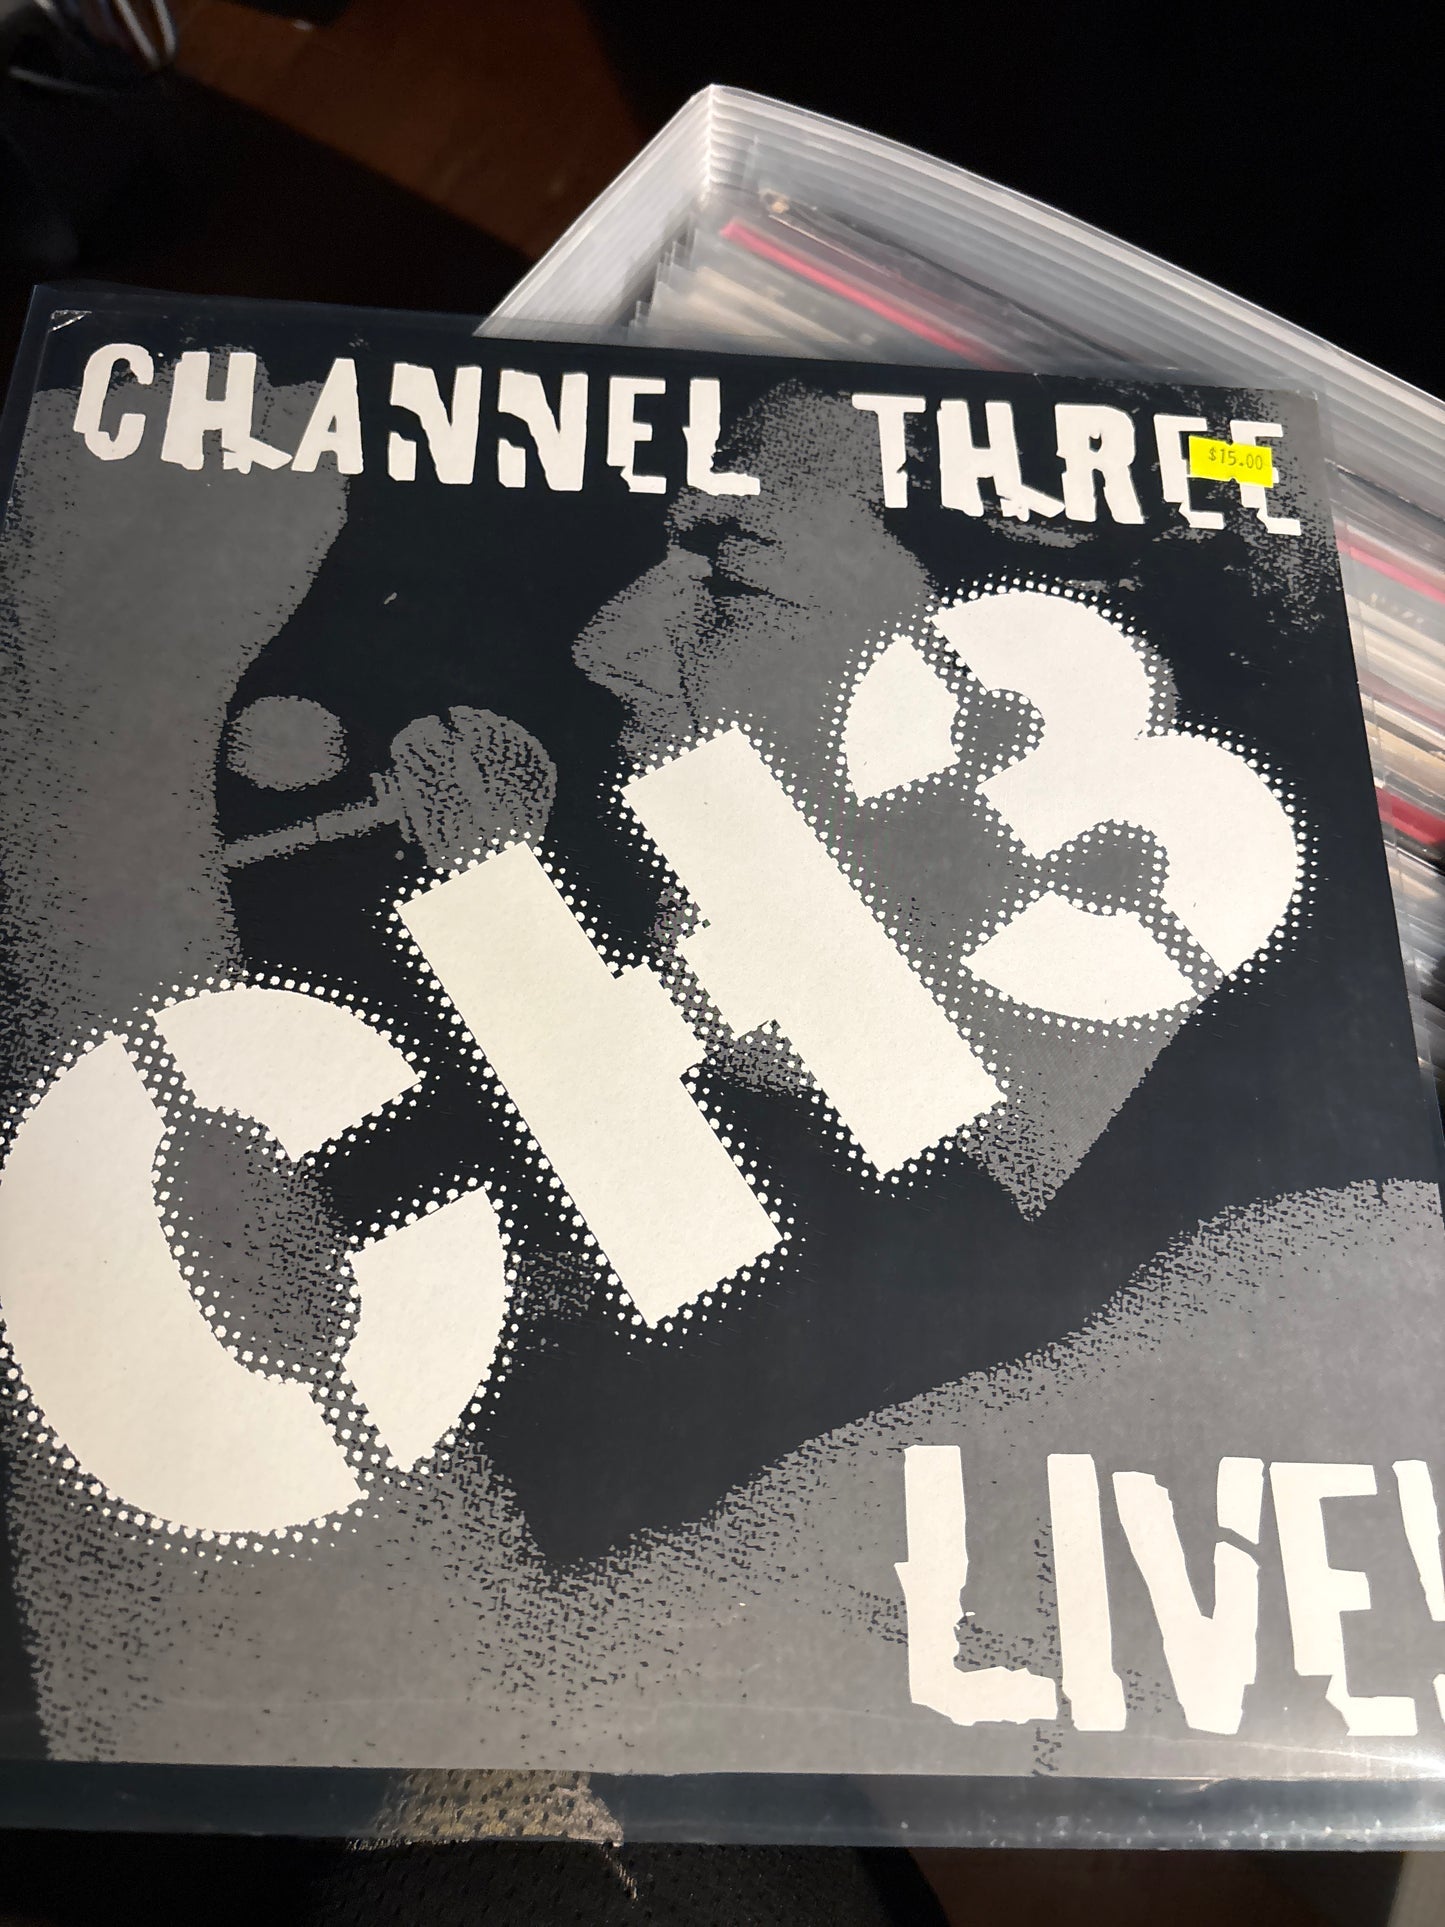 CHANNEL THREE
$15.00
CH3
LIVE!